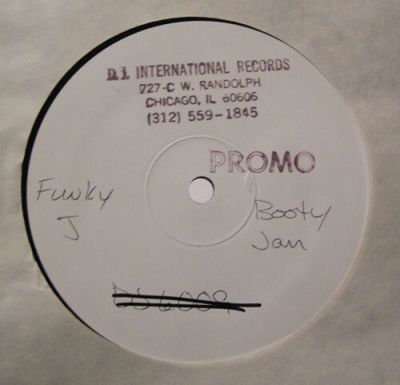 D.J. INTERNATIONAL RECORDS
727-C W. RANDOLPH
CHICAGO, IL 60606
(312) 559-1845
PROMO
Funky
J
Booty
Jam